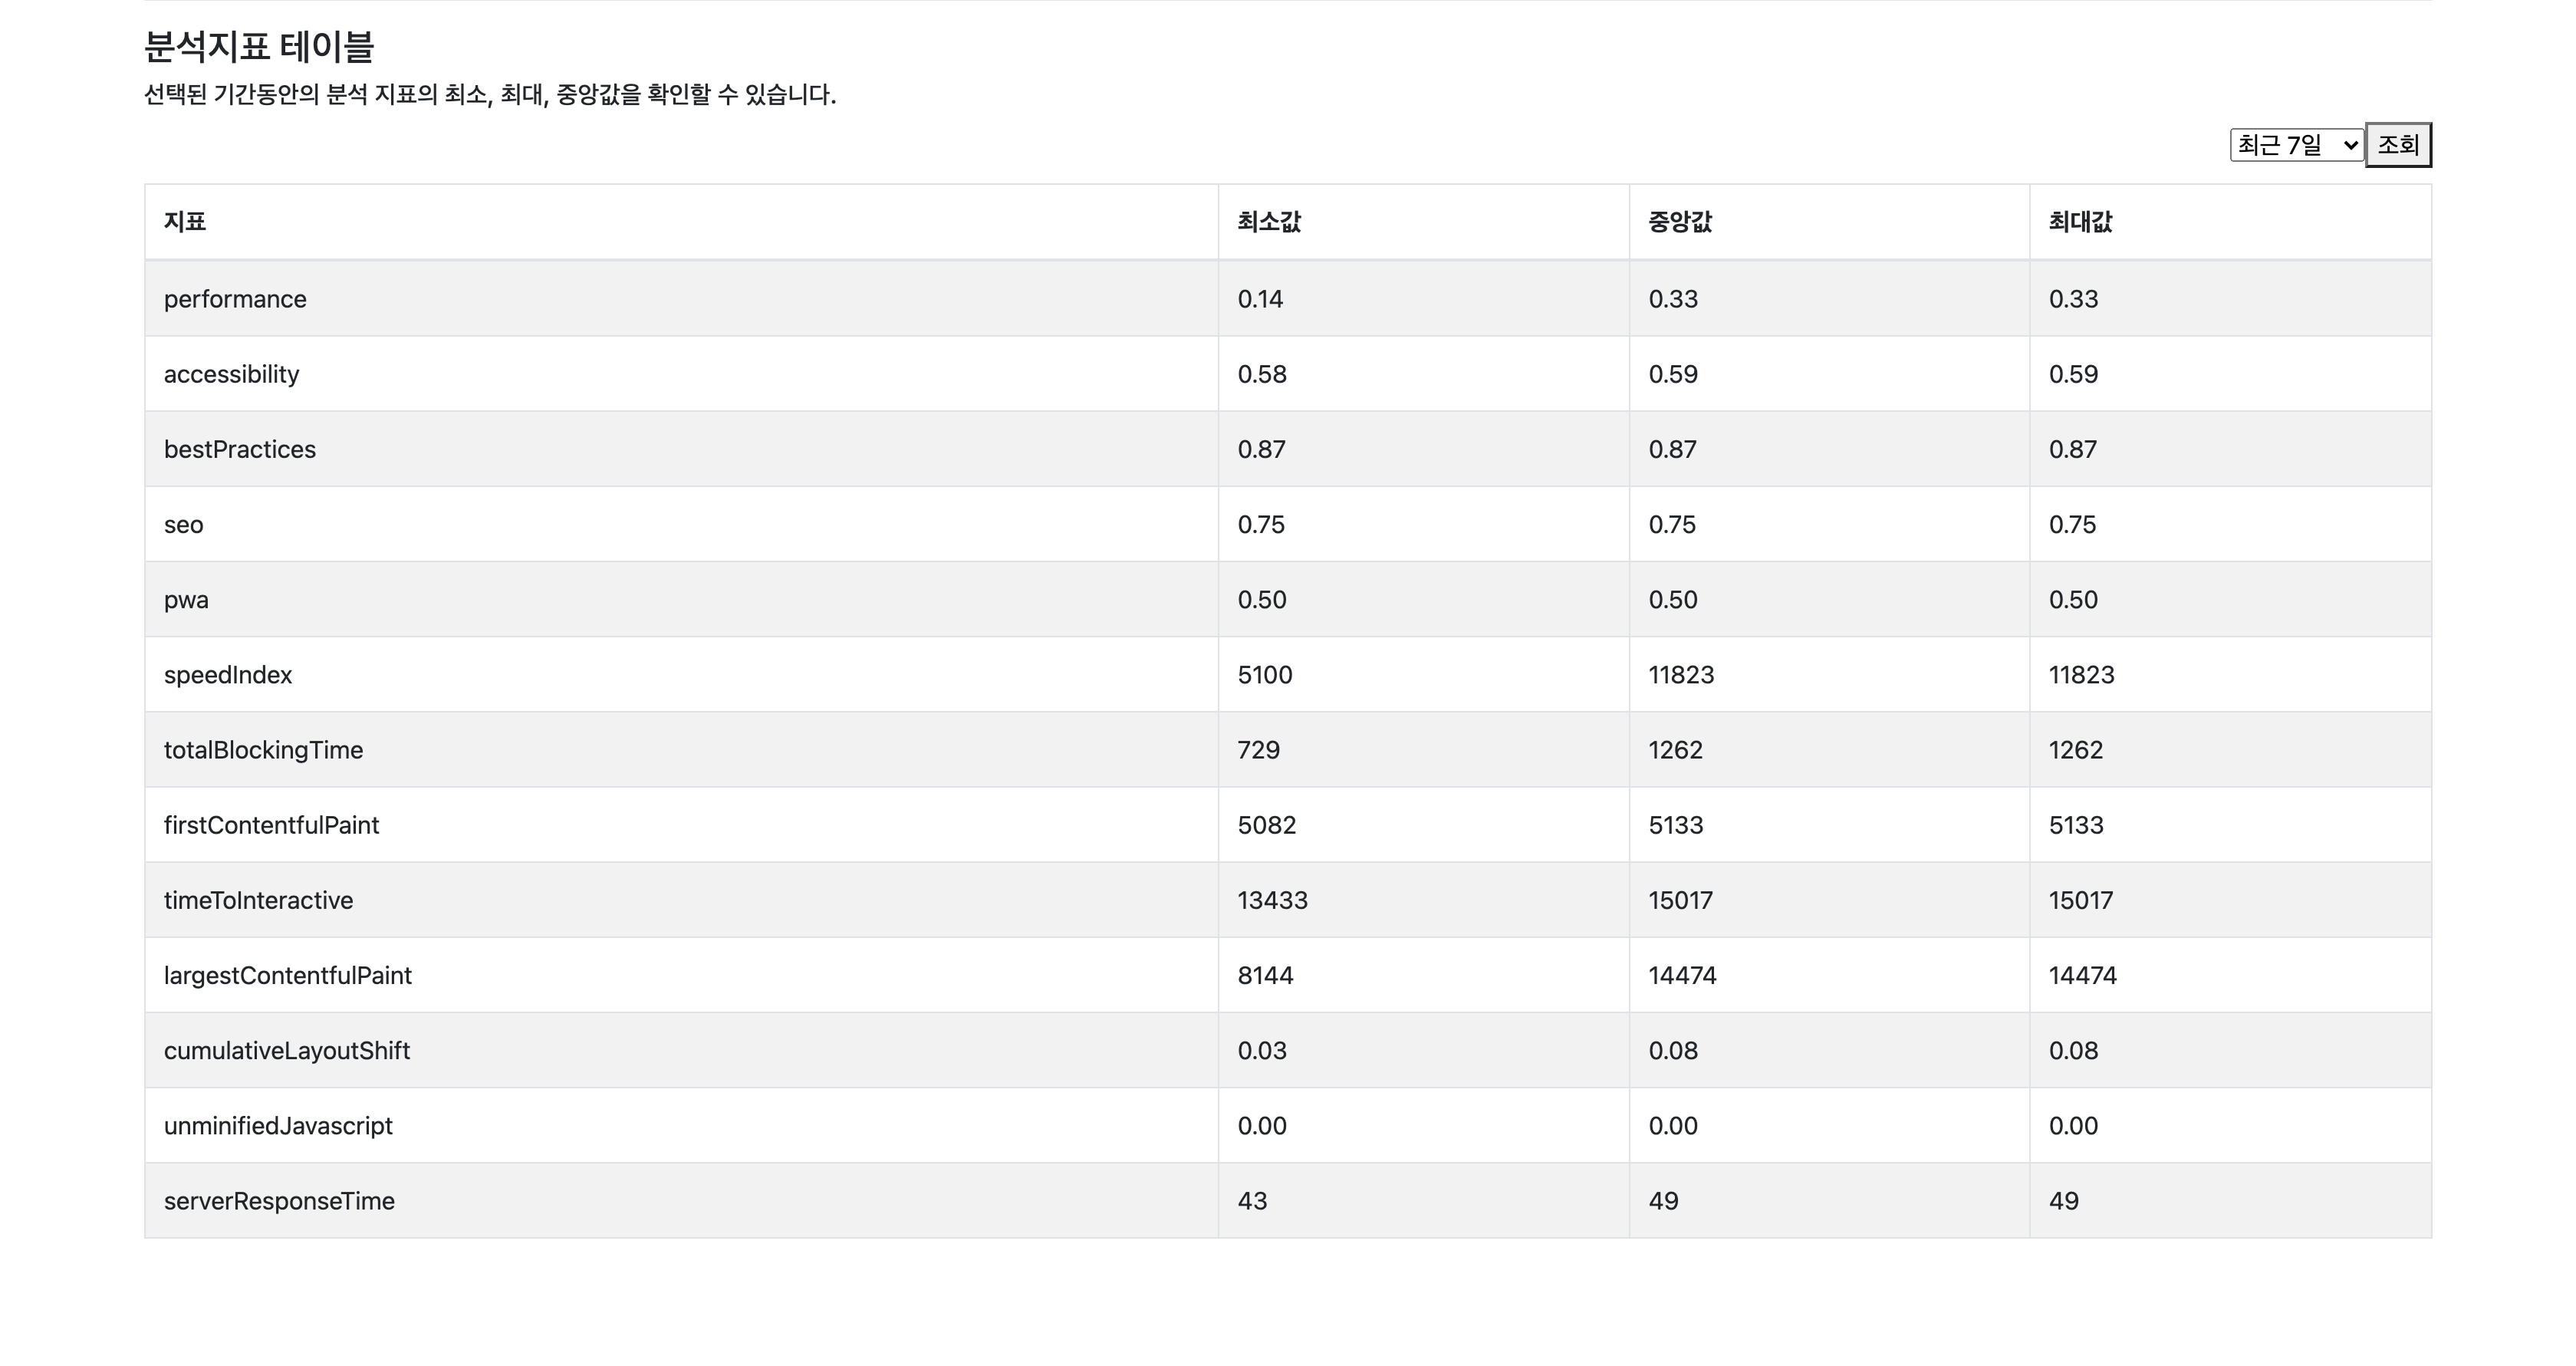 분석지표 테이블
선택된 기간동안의 분석 지표의 최소, 최대, 중앙값을 확인할 수 있습니다.
최근 7일 조회
지표 최소값 중앙값 최대값
performance 0.14 0.33 0.33
accessibility 0.58 0.59 0.59
bestPractices 0.87 0.87 0.87
seo 0.75 0.75 0.75
pwa 0.50 0.50 0.50
speedIndex 5100 11823 11823
totalBlockingTime 729 1262 1262
firstContentfulPaint 5082 5133 5133
timeToInteractive 13433 15017 15017
largestContentfulPaint 8144 14474 14474
cumulativeLayoutShift 0.03 0.08 0.08
unminifiedJavascript 0.00 0.00 0.00
serverResponseTime 43 49 49